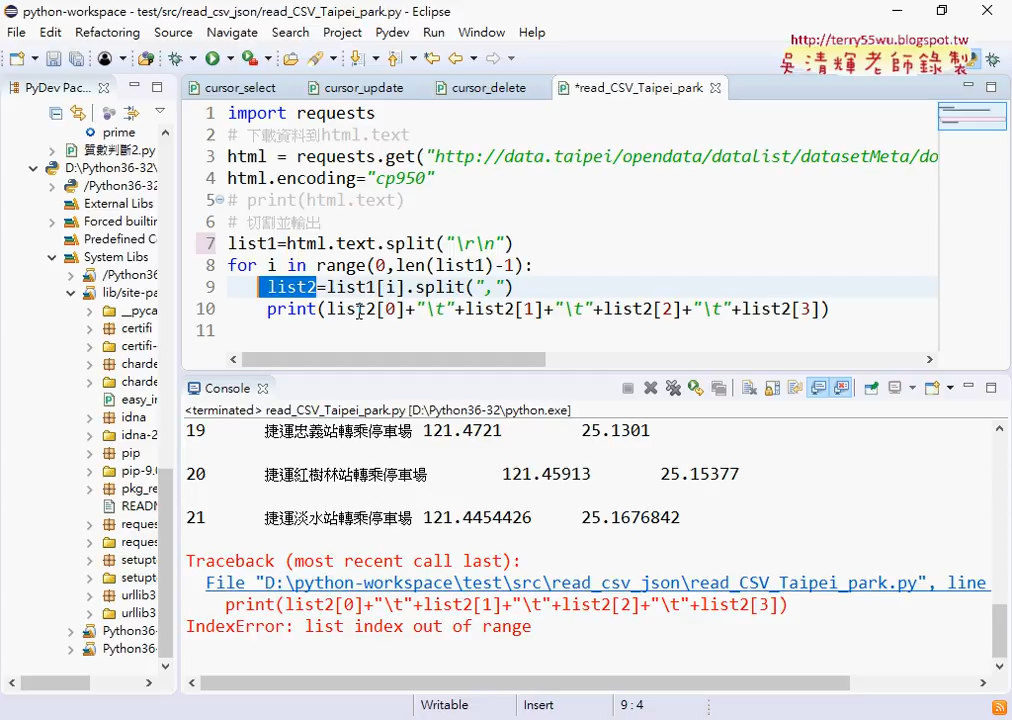 python-workspace - test/src/read_csv_json/read_CSV_Taipei_park.py - Eclipse
File Edit Refactoring Source Navigate Search Project Pydev Run Window Help
http://terry55wu.blogspot.tw
吳清輝老師錄製
PyDev Pac...
cursor_select
cursor_update
cursor_delete
*read_CSV_Taipei_park
prime
質數判斷2.py
D:\Python36-32
/Python36-32
External Libs
Forced builtin
Predefined C
System Libs
/Python36-
lib/site-pa
__pyca
certifi
certifi-
charde
charde
easy_in
idna
idna-2
pip
pip-9.0
pkg_re
README
reque
reque
setupt
setupt
urllib3
urllib3
Python36-
Python36-
1 import requests
2 # 下載資料到html.text
3 html = requests.get("http://data.taipei/opendata/datalist/datasetMeta/do
4 html.encoding="cp950"
5 # print(html.text)
6 # 切割並輸出
7 list1=html.text.split("\r\n")
8 for i in range(0,len(list1)-1):
9 list2=list1[i].split(",")
10 print(list2[0]+"\t"+list2[1]+"\t"+list2[2]+"\t"+list2[3])
11
Console
<terminated> read_CSV_Taipei_park.py [D:\Python36-32\python.exe]
19 捷運忠義站轉乘停車場 121.4721 25.1301
20 捷運紅樹林站轉乘停車場 121.45913 25.15377
21 捷運淡水站轉乘停車場 121.4454426 25.1676842
Traceback (most recent call last):
File "D:\python-workspace\test\src\read_csv_json\read_CSV_Taipei_park.py", line
print(list2[0]+"\t"+list2[1]+"\t"+list2[2]+"\t"+list2[3])
IndexError: list index out of range
Writable Insert 9 : 4